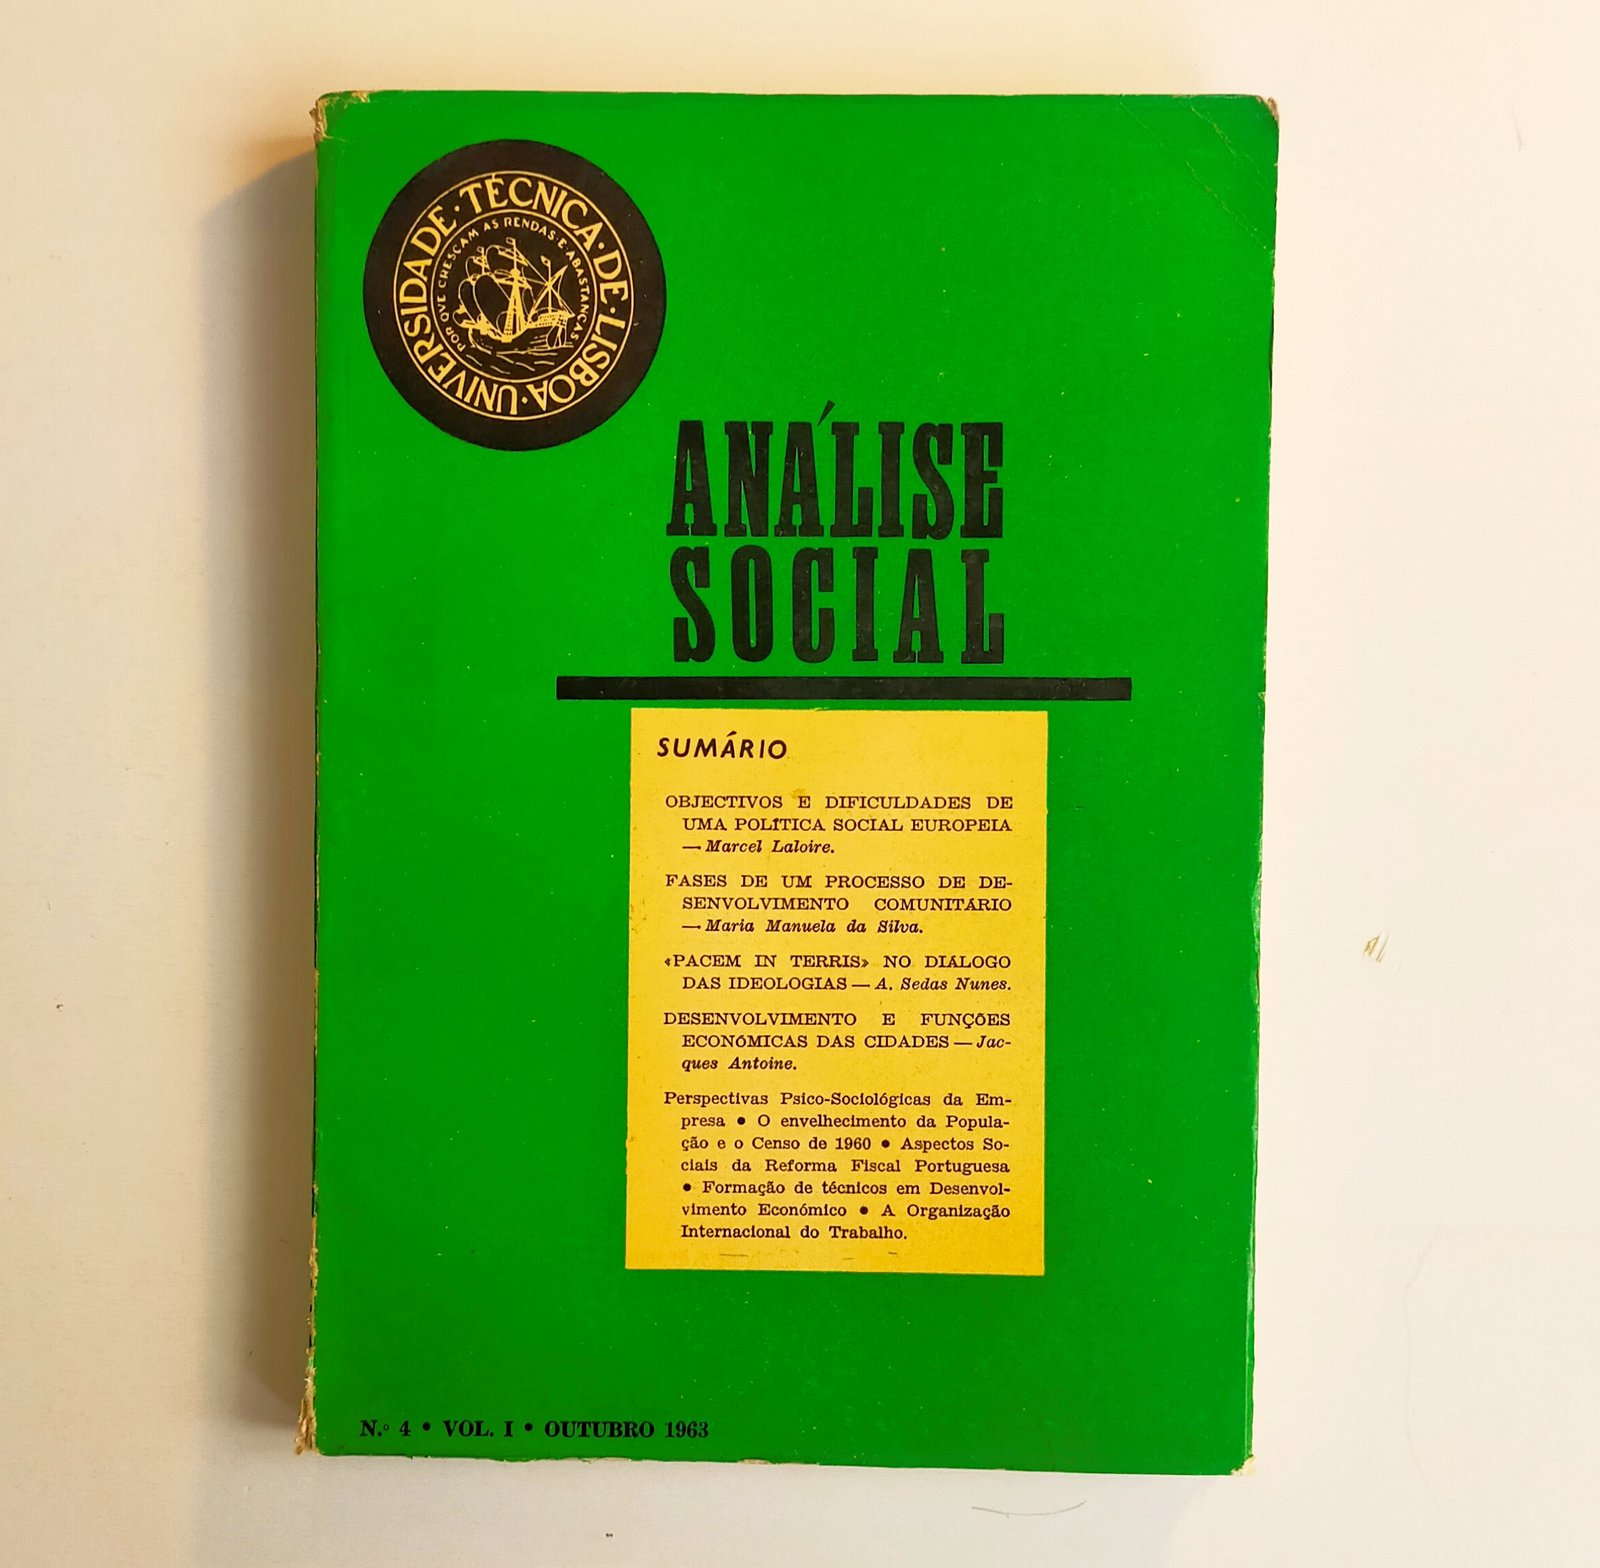 UNIVERSIDADE · TÉCNICA · DE · LISBOA ·
POR QVE CRESCAM AS RENDAS · E · ABASTANÇAS
ANÁLISE
SOCIAL
SUMÁRIO
OBJECTIVOS E DIFICULDADES DE
UMA POLÍTICA SOCIAL EUROPEIA
— Marcel Laloire.
FASES DE UM PROCESSO DE DE-
SENVOLVIMENTO COMUNITÁRIO
— Maria Manuela da Silva.
«PACEM IN TERRIS» NO DIÁLOGO
DAS IDEOLOGIAS — A. Sedas Nunes.
DESENVOLVIMENTO E FUNÇÕES
ECONÓMICAS DAS CIDADES — Jac-
ques Antoine.
Perspectivas Psico-Sociológicas da Em-
presa • O envelhecimento da Popula-
ção e o Censo de 1960 • Aspectos So-
ciais da Reforma Fiscal Portuguesa
• Formação de técnicos em Desenvol-
vimento Económico • A Organização
Internacional do Trabalho.
N.º 4 • VOL. I • OUTUBRO 1963